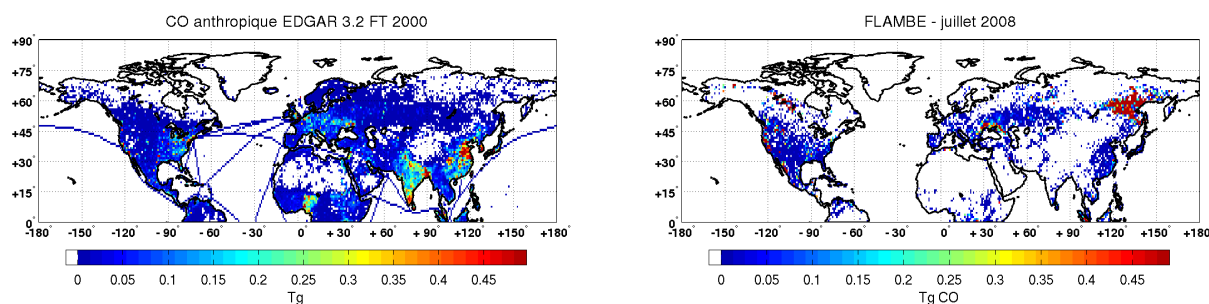 CO anthropique EDGAR 3.2 FT 2000
+90°
+75°
+60°
+45°
+30°
+15°
0°
-180 -150 -120 -90 -60 -30 0 +30 +60 +90 +120 +150 +180
0 0.05 0.1 0.15 0.2 0.25 0.3 0.35 0.4 0.45
Tg
FLAMBE - juillet 2008
+90°
+75°
+60°
+45°
+30°
+15°
0°
-180 -150 -120 -90 -60 -30 0 +30 +60 +90 +120 +150 +180
0 0.05 0.1 0.15 0.2 0.25 0.3 0.35 0.4 0.45
Tg CO